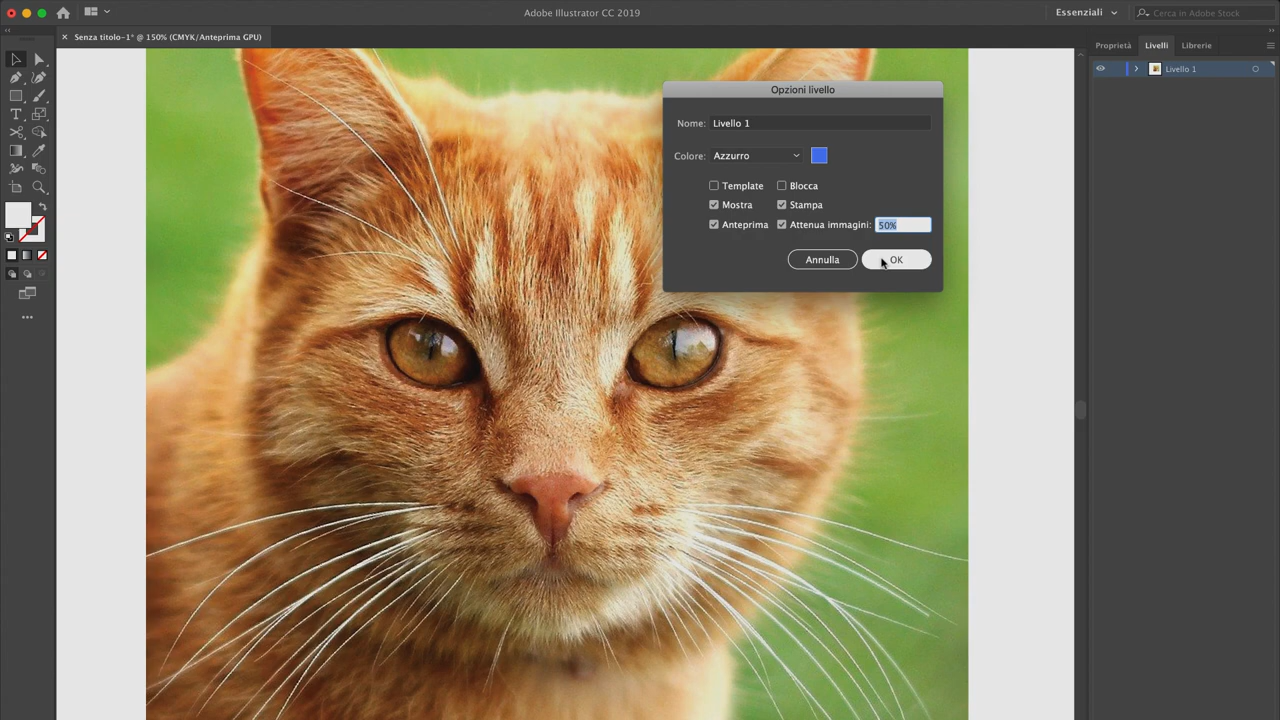 Adobe Illustrator CC 2019
Essenziali
Cerca in Adobe Stock
Senza titolo-1* @ 150% (CMYK/Anteprima GPU)
Proprietà
Livelli
Librerie
Livello 1
Opzioni livello
Nome: Livello 1
Colore: Azzurro
Template
Blocca
Mostra
Stampa
Anteprima
Attenua immagini: 50%
Annulla
OK